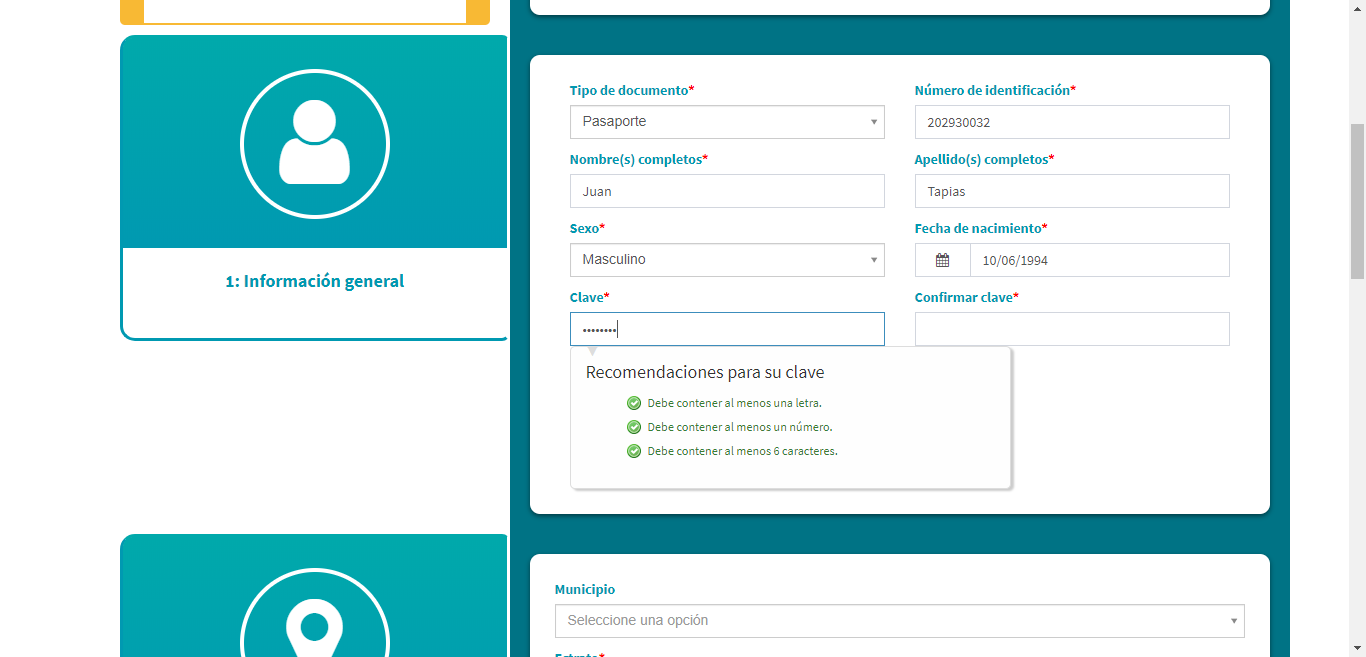 1: Información general
Tipo de documento*
Número de identificación*
Pasaporte
202930032
Nombre(s) completos*
Apellido(s) completos*
Juan
Tapias
Sexo*
Fecha de nacimiento*
Masculino
10/06/1994
Clave*
Confirmar clave*
••••••••
Recomendaciones para su clave
Debe contener al menos una letra.
Debe contener al menos un número.
Debe contener al menos 6 caracteres.
Municipio
Seleccione una opción